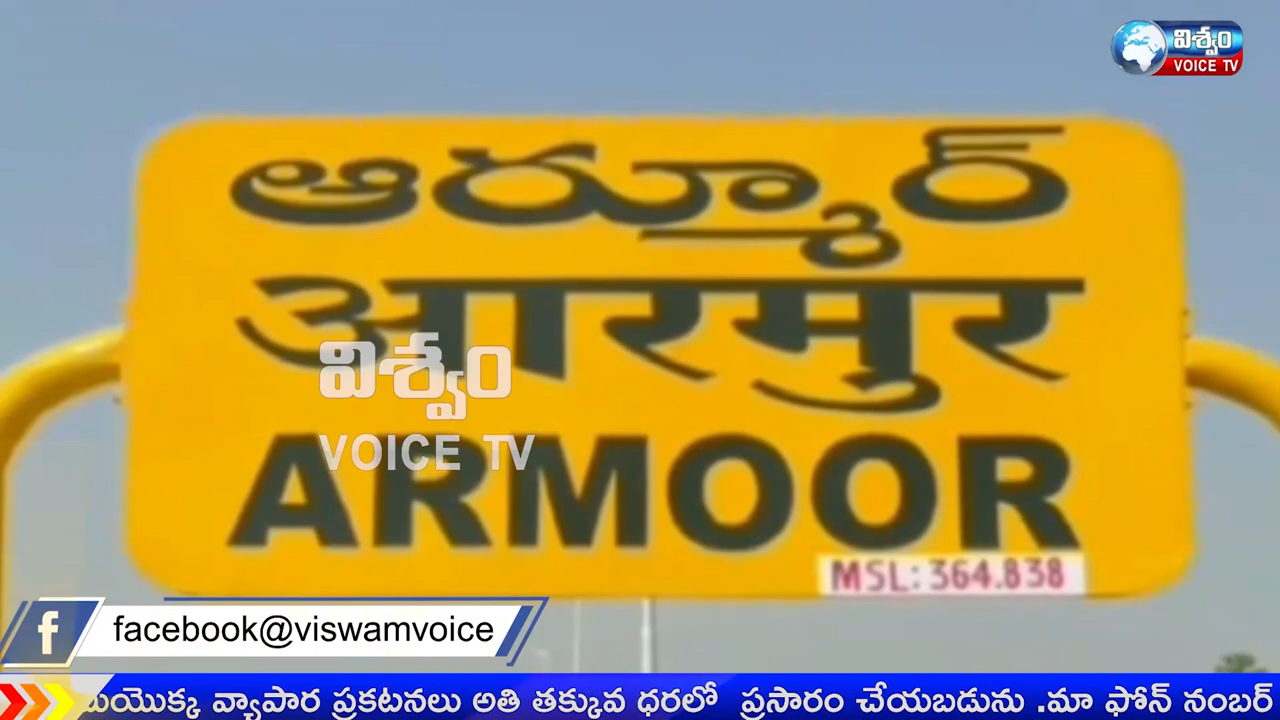 విశ్వం
VOICE TV
ఆర్మూర్
आरमुर
విశ్వం
VOICE TV
ARMOOR
MSL: 364.838
facebook@viswamvoice
వ్యాపార ప్రకటనలు అతి తక్కువ ధరలో ప్రసారం చేయబడును .మా ఫోన్ నంబర్